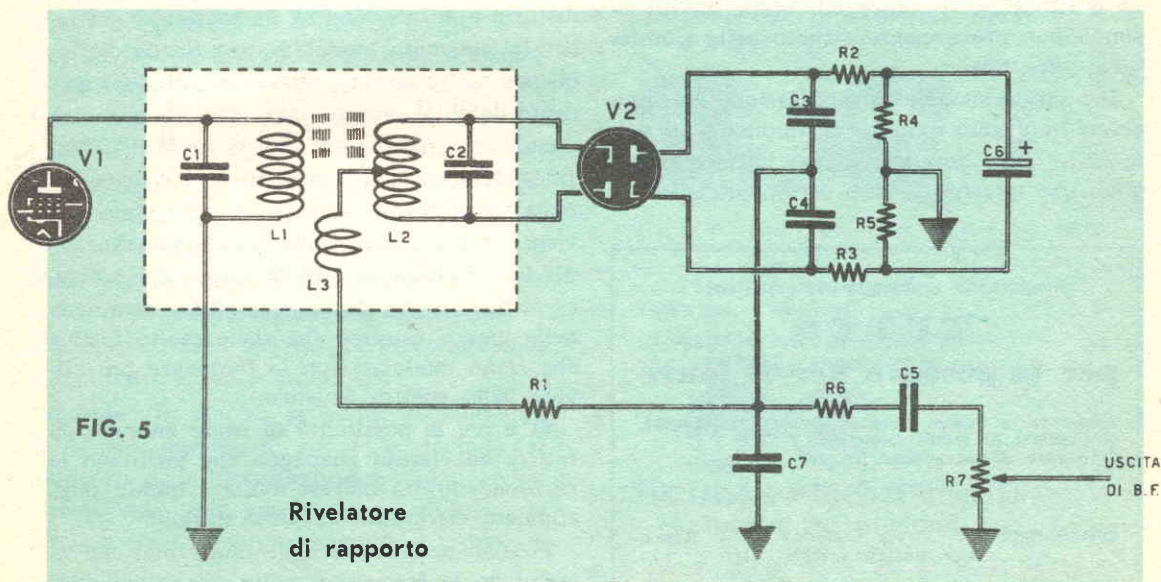 R2
V2
C3
R4
C6
+
V1
C1
C2
C4
R5
L1
L2
R3
L3
R1
R6
C5
FIG. 5
C7
R7
USCITA
DI B.F.
Rivelatore
di rapporto